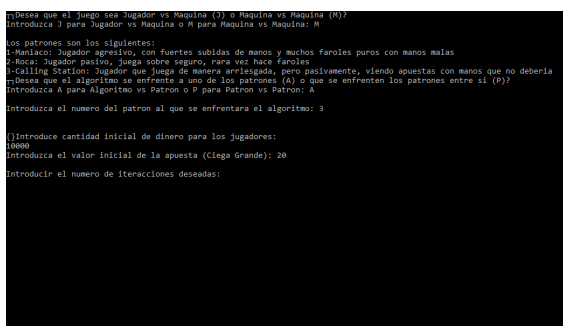 ┬┐Desea que el juego sea Jugador vs Maquina (J) o Maquina vs Maquina (M)?
Introduzca J para Jugador vs Maquina o M para Maquina vs Maquina: M
Los patrones son los siguientes:
1-Maniaco: Jugador agresivo, con fuertes subidas de manos y muchos faroles puros con manos malas
2-Roca: Jugador pasivo, juega sobre seguro, rara vez hace faroles
3-Calling Station: Jugador que juega de manera arriesgada, pero pasivamente, viendo apuestas con manos que no deberia
┬┐Desea que el algoritmo se enfrente a uno de los patrones (A) o que se enfrenten los patrones entre si (P)?
Introduzca A para Algoritmo vs Patron o P para Patron vs Patron: A
Introduzca el numero del patron al que se enfrentara el algoritmo: 3
{}Introduce cantidad inicial de dinero para los jugadores:
10000
Introduzca el valor inicial de la apuesta (Ciega Grande): 20
Introducir el numero de iteracciones deseadas: